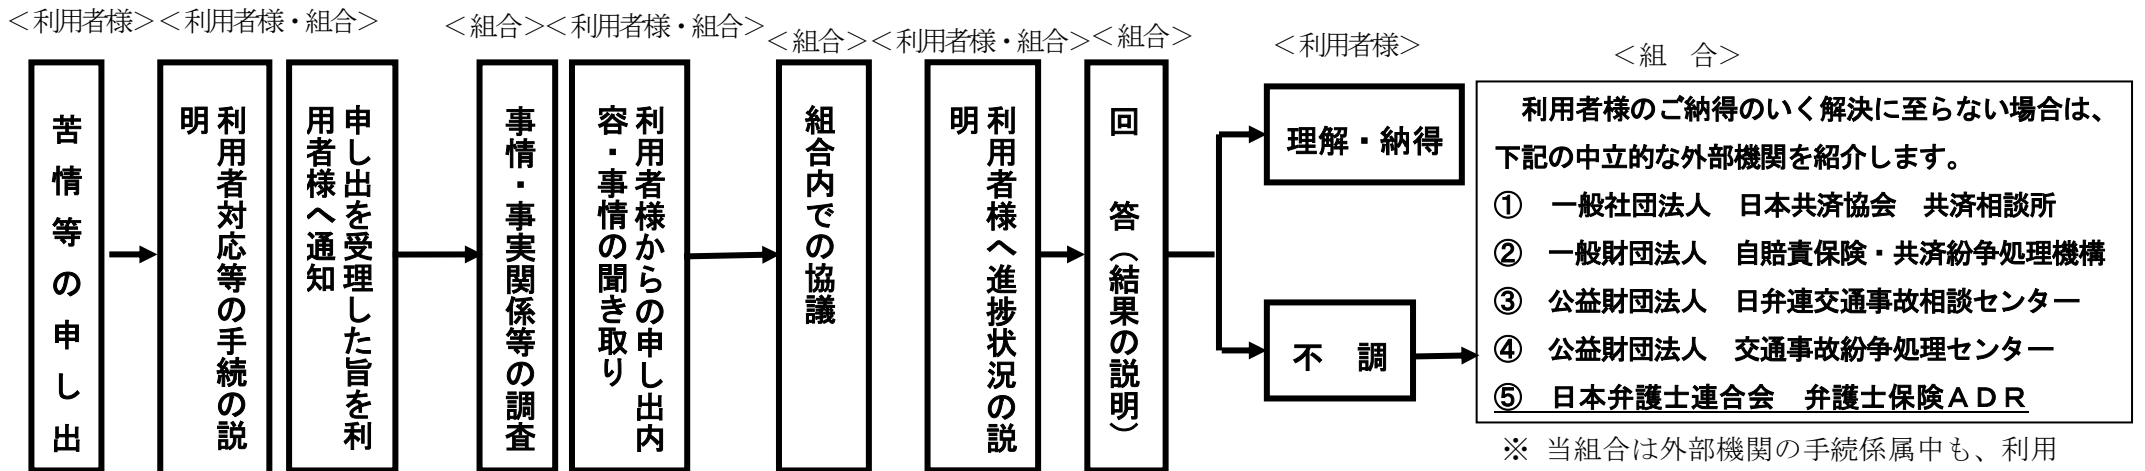 ＜利用者様＞
＜利用者様・組合＞
＜組合＞
＜利用者様・組合＞
＜組合＞
＜利用者様・組合＞
＜組合＞
＜利用者様＞
＜組　合＞
苦情等の申し出
利用者対応等の手続の説
明
申し出を受理した旨を利
用者様へ通知
事情・事実関係等の調査
利用者様からの申し出内
容・事情の聞き取り
組合内での協議
利用者様へ進捗状況の説
明
回　答（結果の説明）
理解・納得
不　調
利用者様のご納得のいく解決に至らない場合は、
下記の中立的な外部機関を紹介します。
①　一般社団法人　日本共済協会　共済相談所
②　一般財団法人　自賠責保険・共済紛争処理機構
③　公益財団法人　日弁連交通事故相談センター
④　公益財団法人　交通事故紛争処理センター
⑤　日本弁護士連合会　弁護士保険ＡＤＲ
※ 当組合は外部機関の手続係属中も、利用